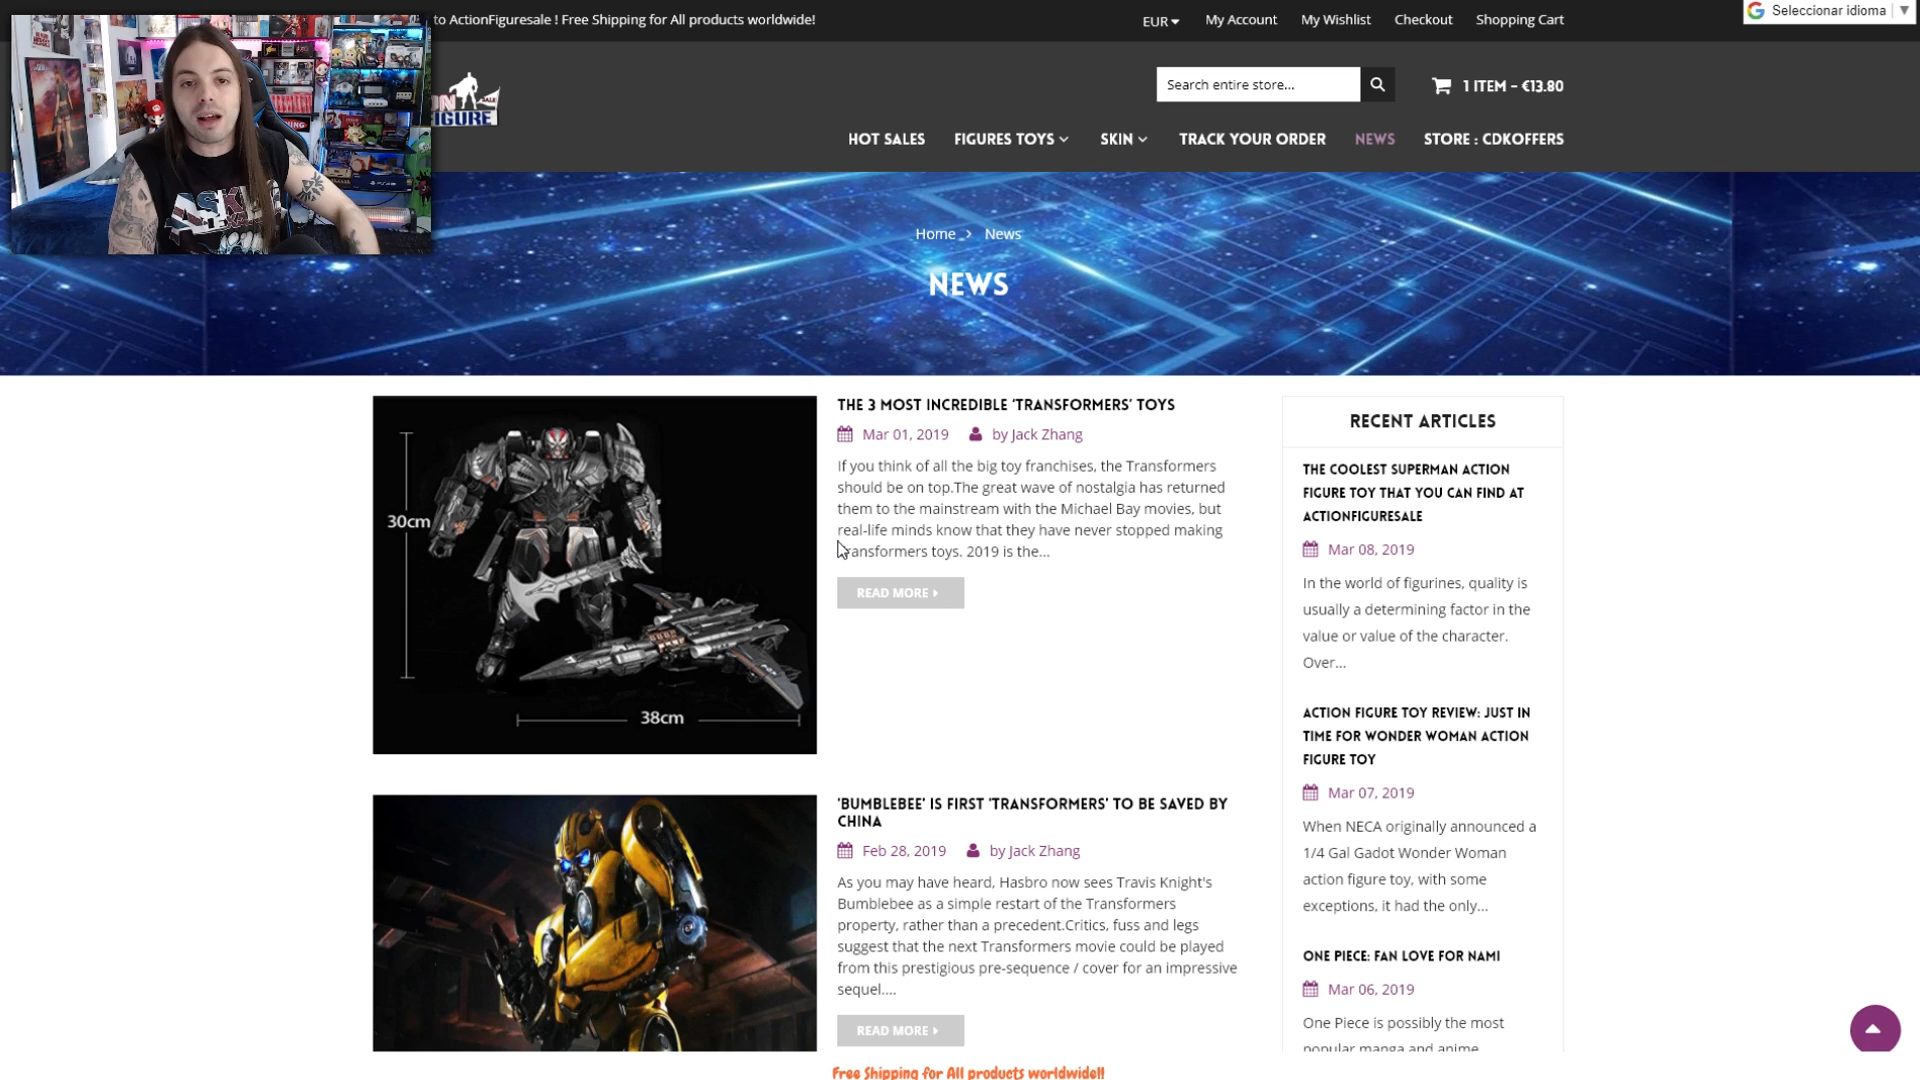 to ActionFiguresale ! Free Shipping for All products worldwide!
EUR
My Account
My Wishlist
Checkout
Shopping Cart
Seleccionar idioma
FIGURE
SALE
Search entire store...
1 ITEM - €13.80
HOT SALES
FIGURES TOYS
SKIN
TRACK YOUR ORDER
NEWS
STORE : CDKOFFERS
Home > News
NEWS
30cm
38cm
THE 3 MOST INCREDIBLE 'TRANSFORMERS' TOYS
Mar 01, 2019 by Jack Zhang
If you think of all the big toy franchises, the Transformers
should be on top.The great wave of nostalgia has returned
them to the mainstream with the Michael Bay movies, but
real-life minds know that they have never stopped making
Transformers toys. 2019 is the...
READ MORE
'BUMBLEBEE' IS FIRST 'TRANSFORMERS' TO BE SAVED BY
CHINA
Feb 28, 2019 by Jack Zhang
As you may have heard, Hasbro now sees Travis Knight's
Bumblebee as a simple restart of the Transformers
property, rather than a precedent.Critics, fuss and legs
suggest that the next Transformers movie could be played
from this prestigious pre-sequence / cover for an impressive
sequel....
READ MORE
RECENT ARTICLES
THE COOLEST SUPERMAN ACTION
FIGURE TOY THAT YOU CAN FIND AT
ACTIONFIGURESALE
Mar 08, 2019
In the world of figurines, quality is
usually a determining factor in the
value or value of the character.
Over...
ACTION FIGURE TOY REVIEW: JUST IN
TIME FOR WONDER WOMAN ACTION
FIGURE TOY
Mar 07, 2019
When NECA originally announced a
1/4 Gal Gadot Wonder Woman
action figure toy, with some
exceptions, it had the only...
ONE PIECE: FAN LOVE FOR NAMI
Mar 06, 2019
One Piece is possibly the most
popular manga and anime
Free Shipping for All products worldwide!!